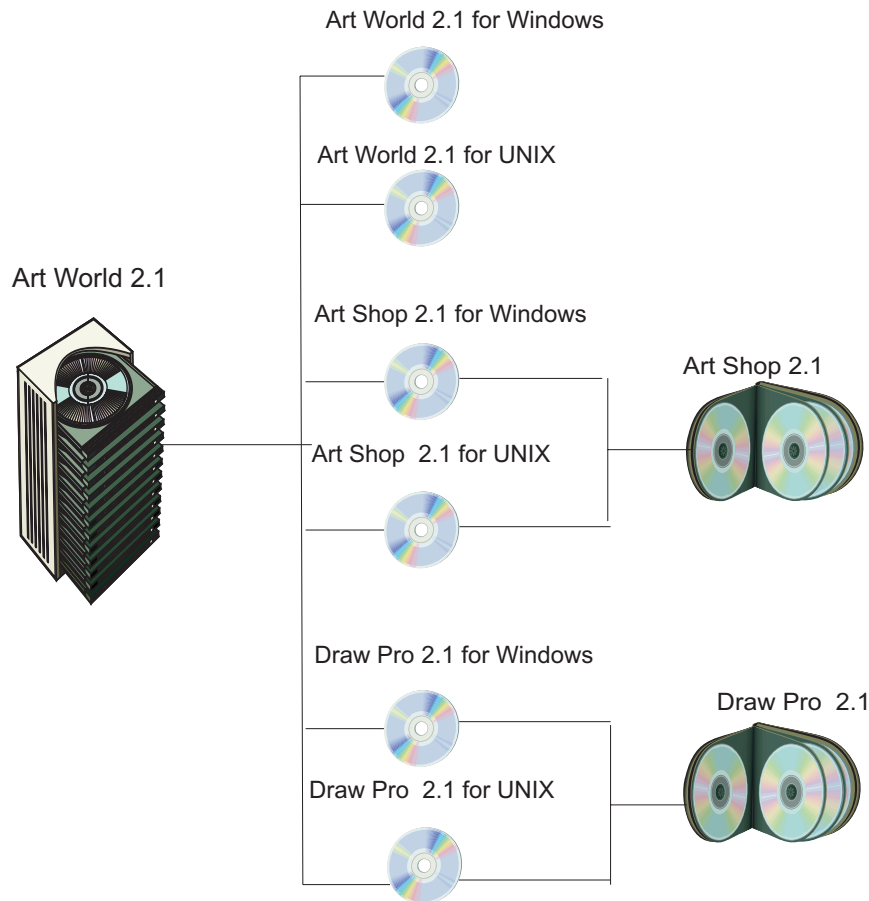 Art World 2.1 for Windows
Art World 2.1 for UNIX
Art World 2.1
Art Shop 2.1 for Windows
Art Shop 2.1
Art Shop 2.1 for UNIX
Draw Pro 2.1 for Windows
Draw Pro 2.1
Draw Pro 2.1 for UNIX